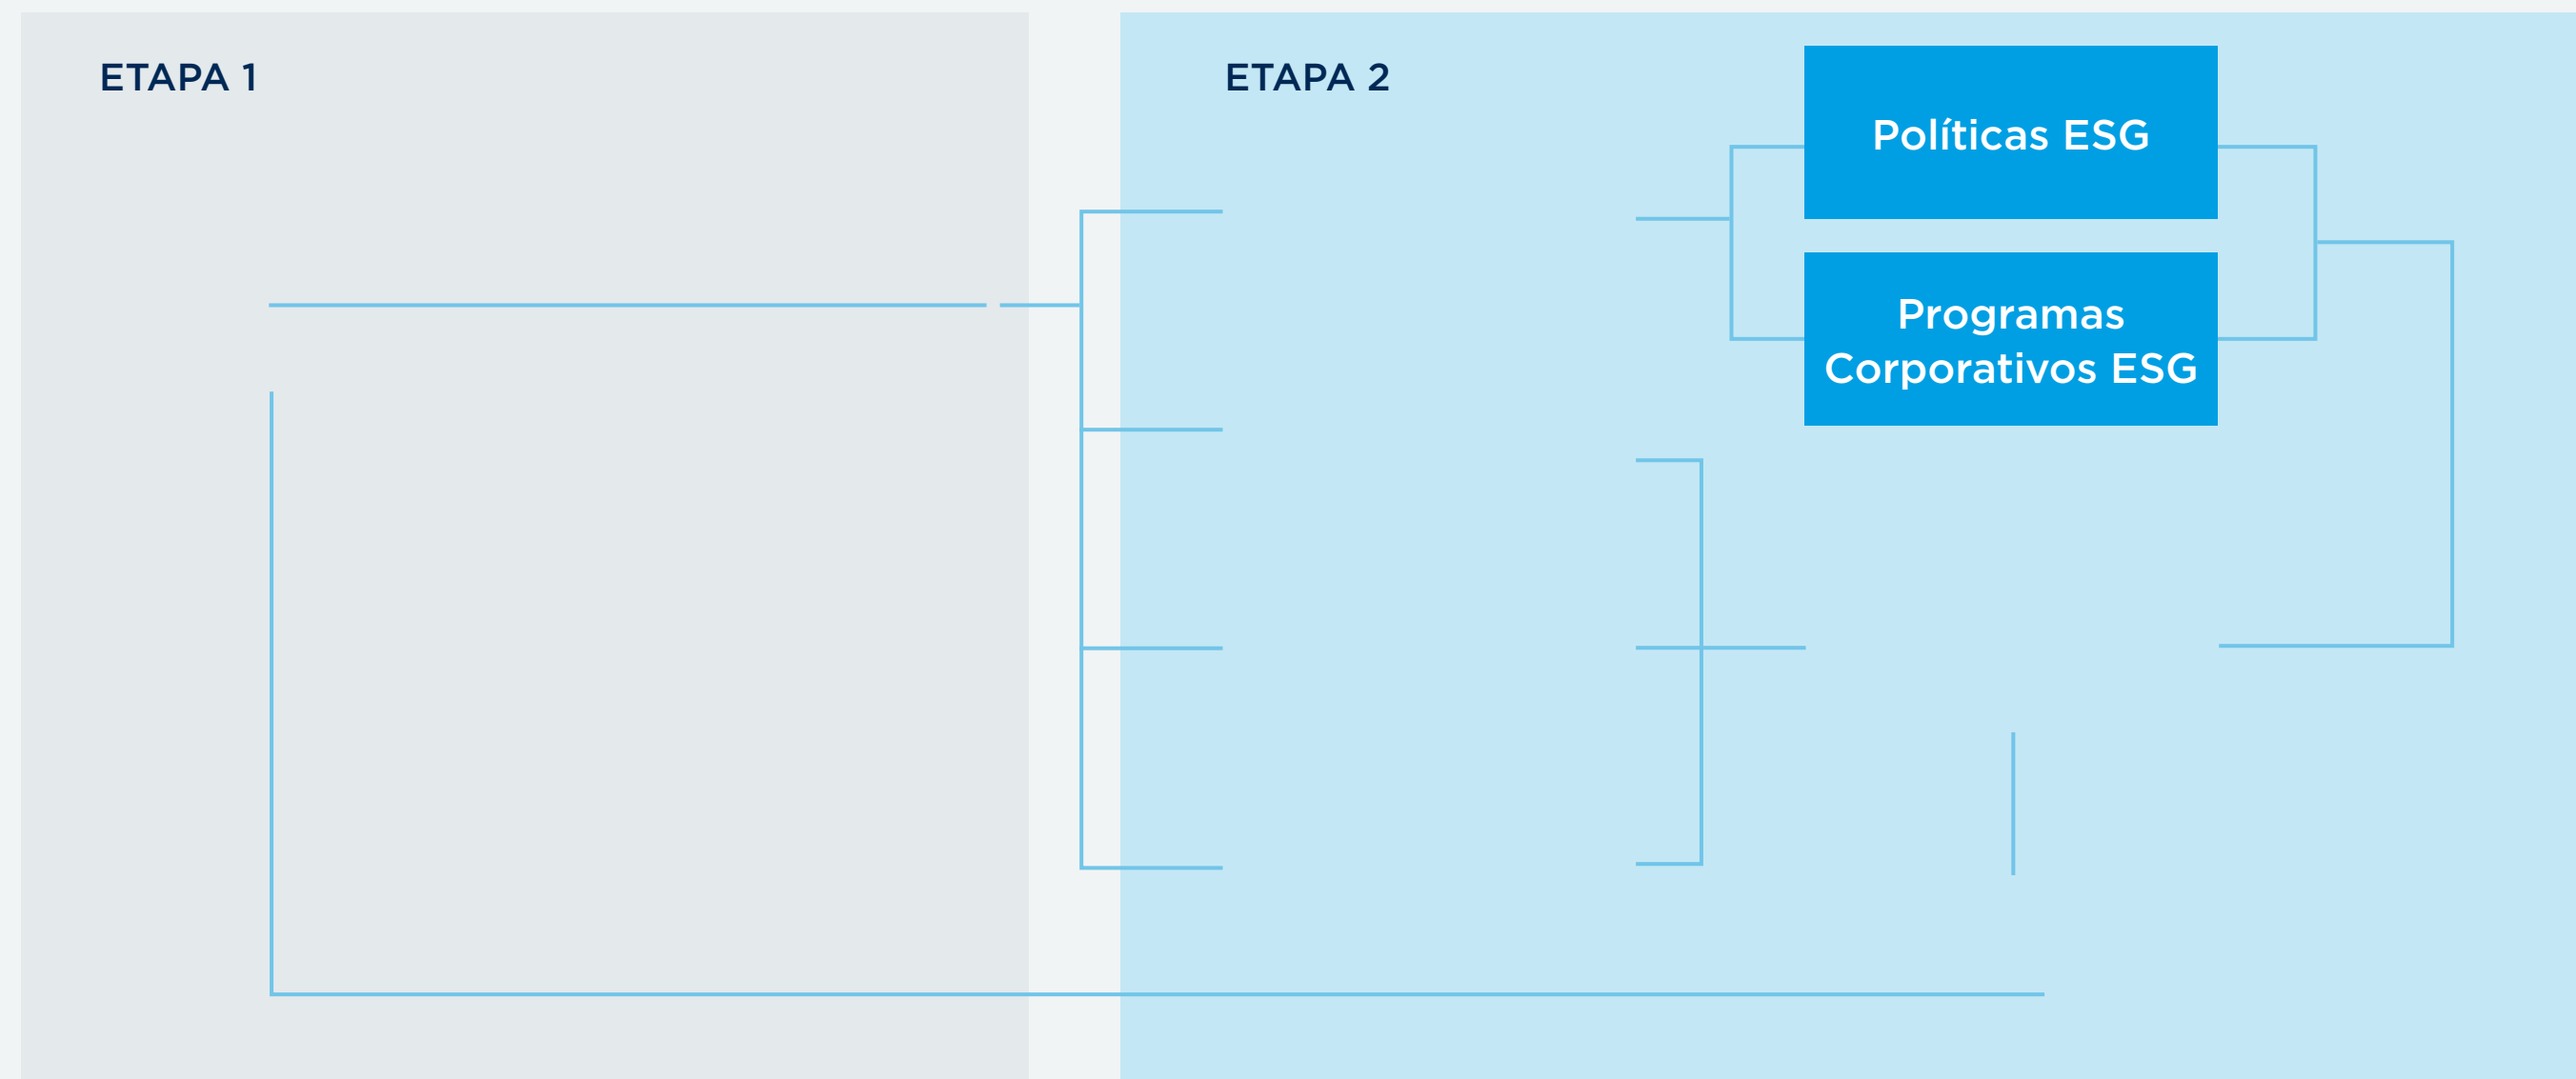 ETAPA 1
ETAPA 2
Políticas ESG
Programas
Corporativos ESG